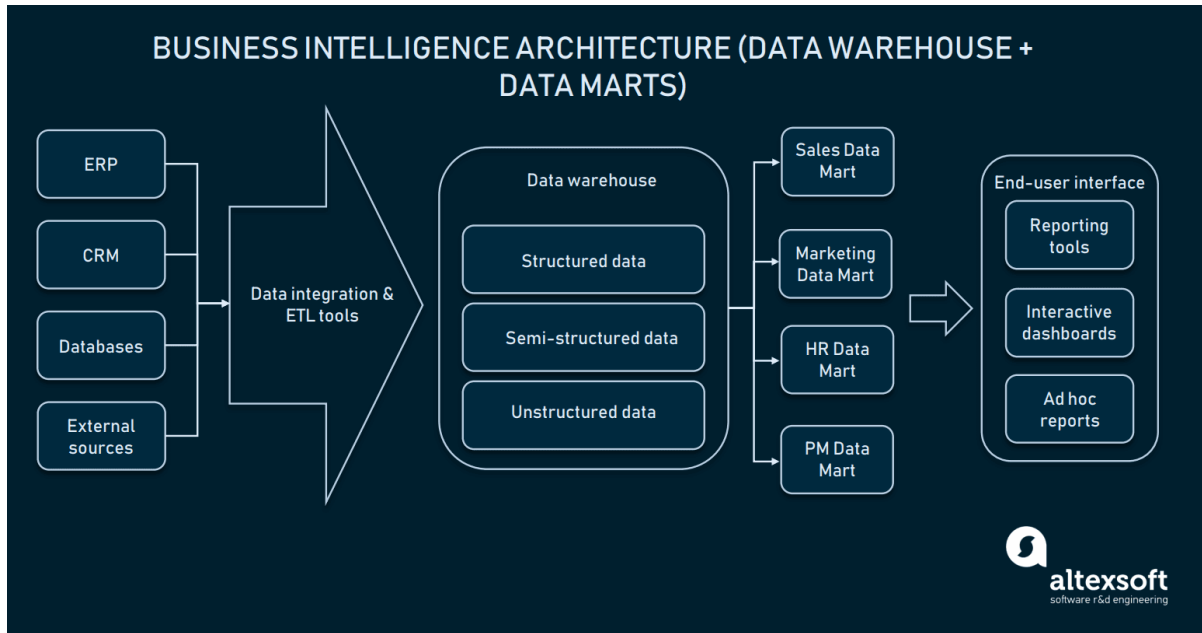 BUSINESS INTELLIGENCE ARCHITECTURE (DATA WAREHOUSE +
DATA MARTS)
ERP
CRM
Databases
External
sources
Data integration &
ETL tools
Data warehouse
Structured data
Semi-structured data
Unstructured data
Sales Data
Mart
Marketing
Data Mart
HR Data
Mart
PM Data
Mart
End-user interface
Reporting
tools
Interactive
dashboards
Ad hoc
reports
altexsoft
software r&d engineering